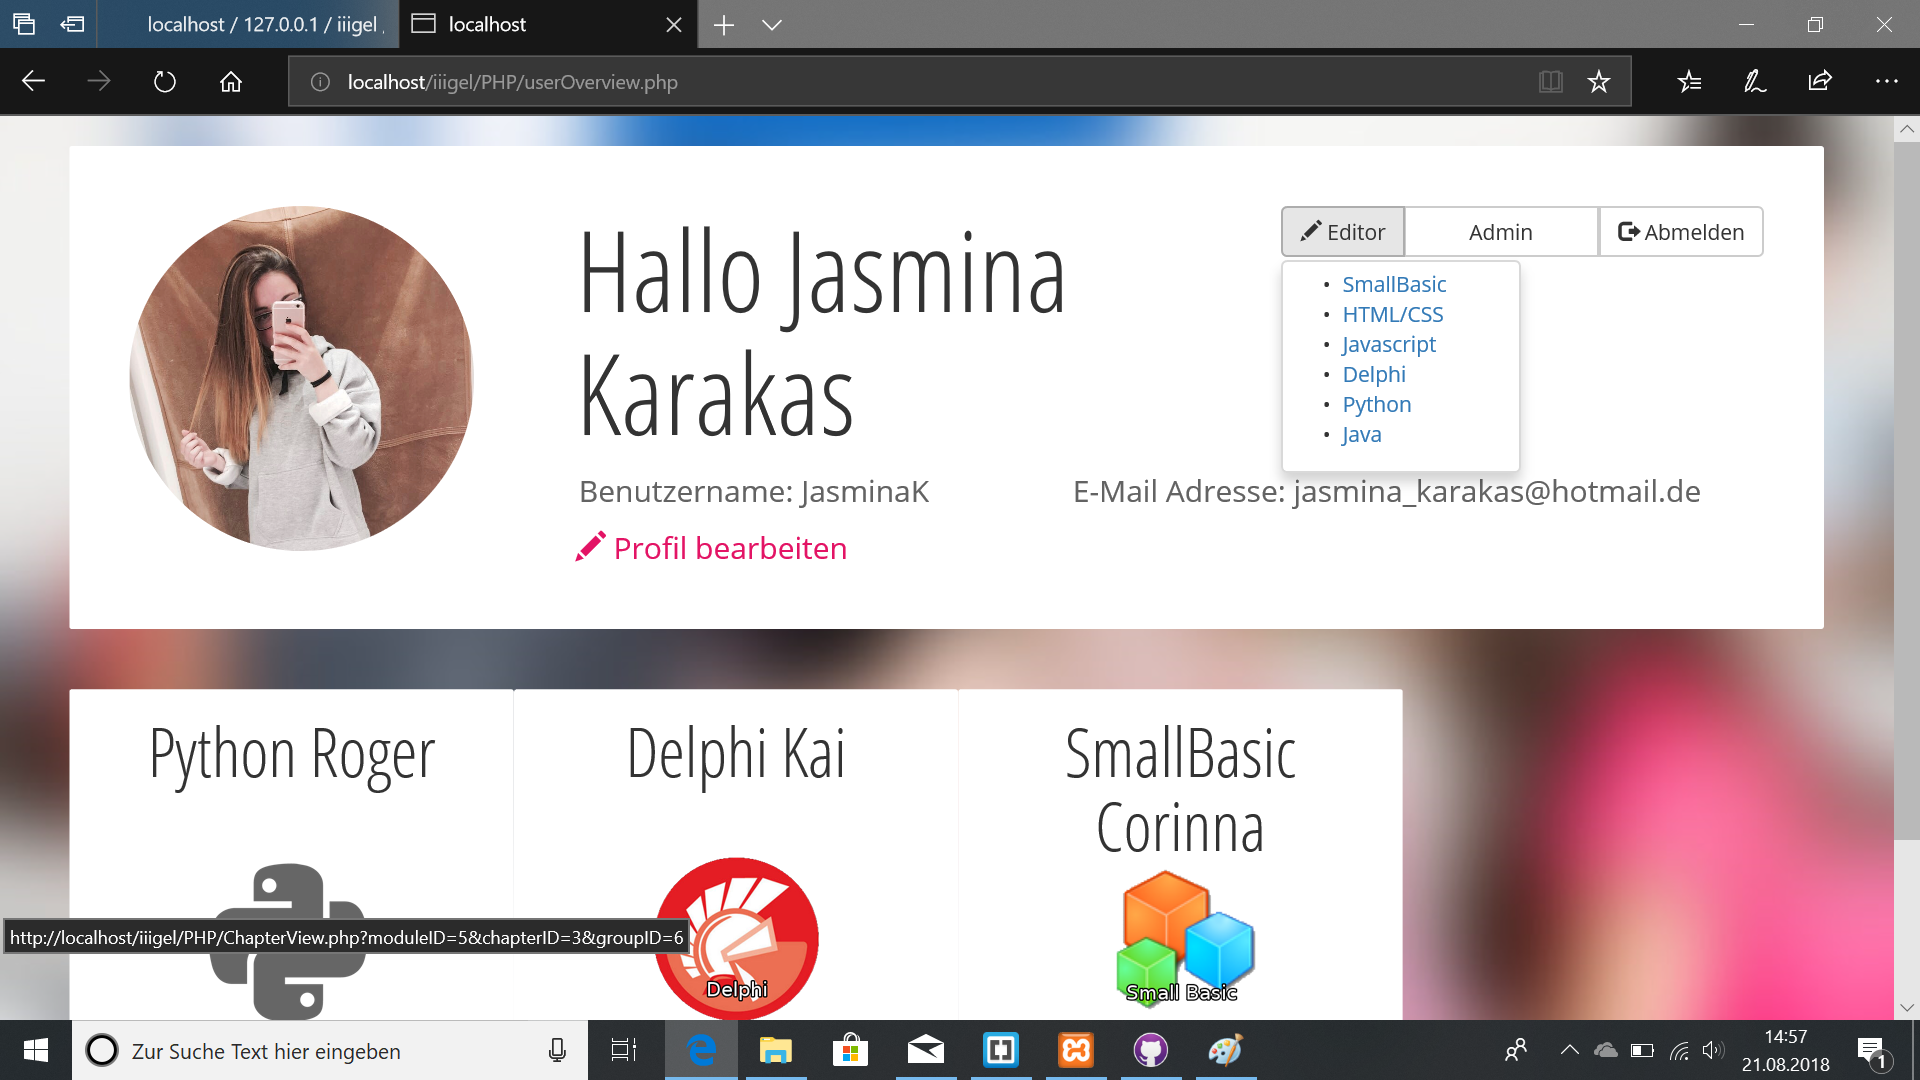 localhost / 127.0.0.1 / iiigel
localhost
localhost/iiigel/PHP/userOverview.php
Hallo Jasmina
Karakas
Editor
Admin
Abmelden
• SmallBasic
• HTML/CSS
• Javascript
• Delphi
• Python
• Java
Benutzername: JasminaK
E-Mail Adresse: jasmina_karakas@hotmail.de
Profil bearbeiten
Python Roger
Delphi Kai
SmallBasic
Corinna
http://localhost/iiigel/PHP/ChapterView.php?moduleID=5&chapterID=3&groupID=6
Delphi
Small Basic
Zur Suche Text hier eingeben
14:57
21.08.2018
1